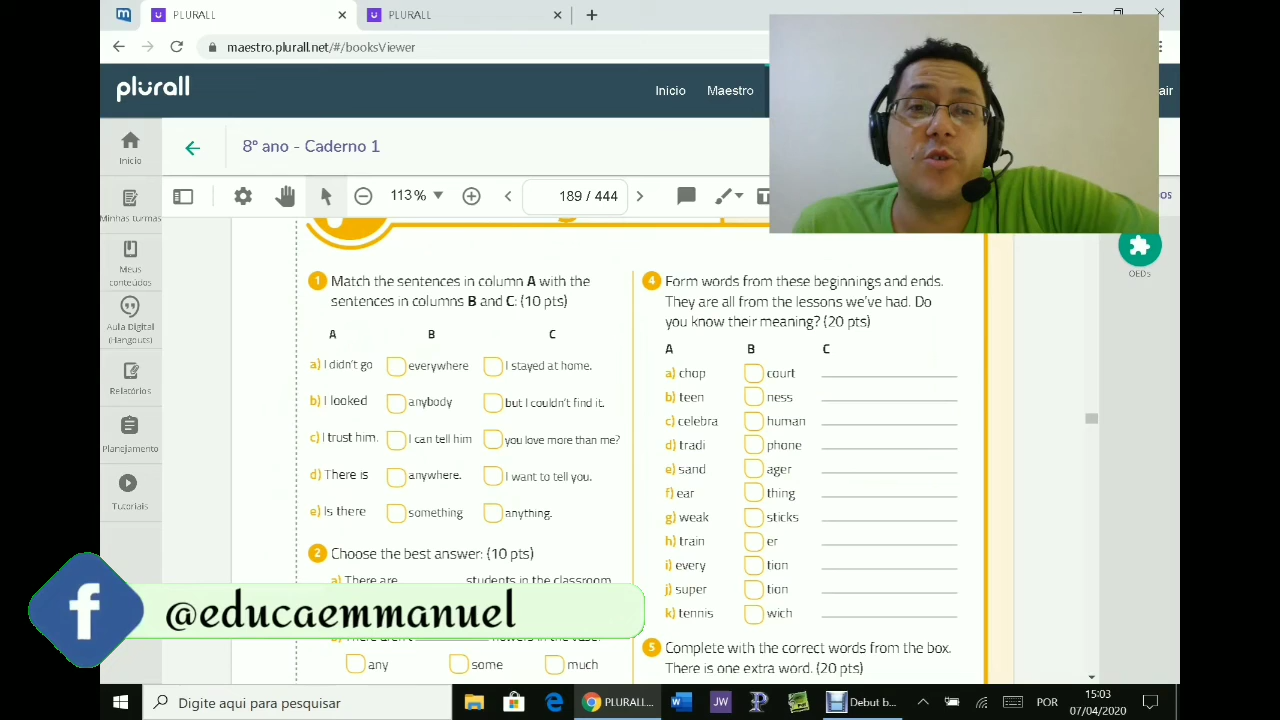 PLURALL
PLURALL
maestro.plurall.net/#/booksViewer
plurall
Inicio
Maestro
air
Inicio
8º ano - Caderno 1
113%
189 / 444
Minhas turmas
Meus conteúdos
Aula Digital (Hangouts)
Relatórios
Planejamento
Tutoriais
OEDs
1 Match the sentences in column A with the
sentences in columns B and C: (10 pts)
A B C
a) I didn't go everywhere I stayed at home.
b) I looked anybody but I couldn't find it.
c) I trust him. I can tell him you love more than me?
d) There is anywhere. I want to tell you.
e) Is there something anything.
2 Choose the best answer: (10 pts)
a) There are ________ students in the classroom
any some much
4 Form words from these beginnings and ends.
They are all from the lessons we've had. Do
you know their meaning? (20 pts)
A B C
a) chop court
b) teen ness
c) celebra human
d) tradi phone
e) sand ager
f) ear thing
g) weak sticks
h) train er
i) every tion
j) super tion
k) tennis wich
5 Complete with the correct words from the box.
There is one extra word. (20 pts)
@educaemmanuel
Digite aqui para pesquisar
PLURALL...
JW
Debut b...
POR
15:03
07/04/2020